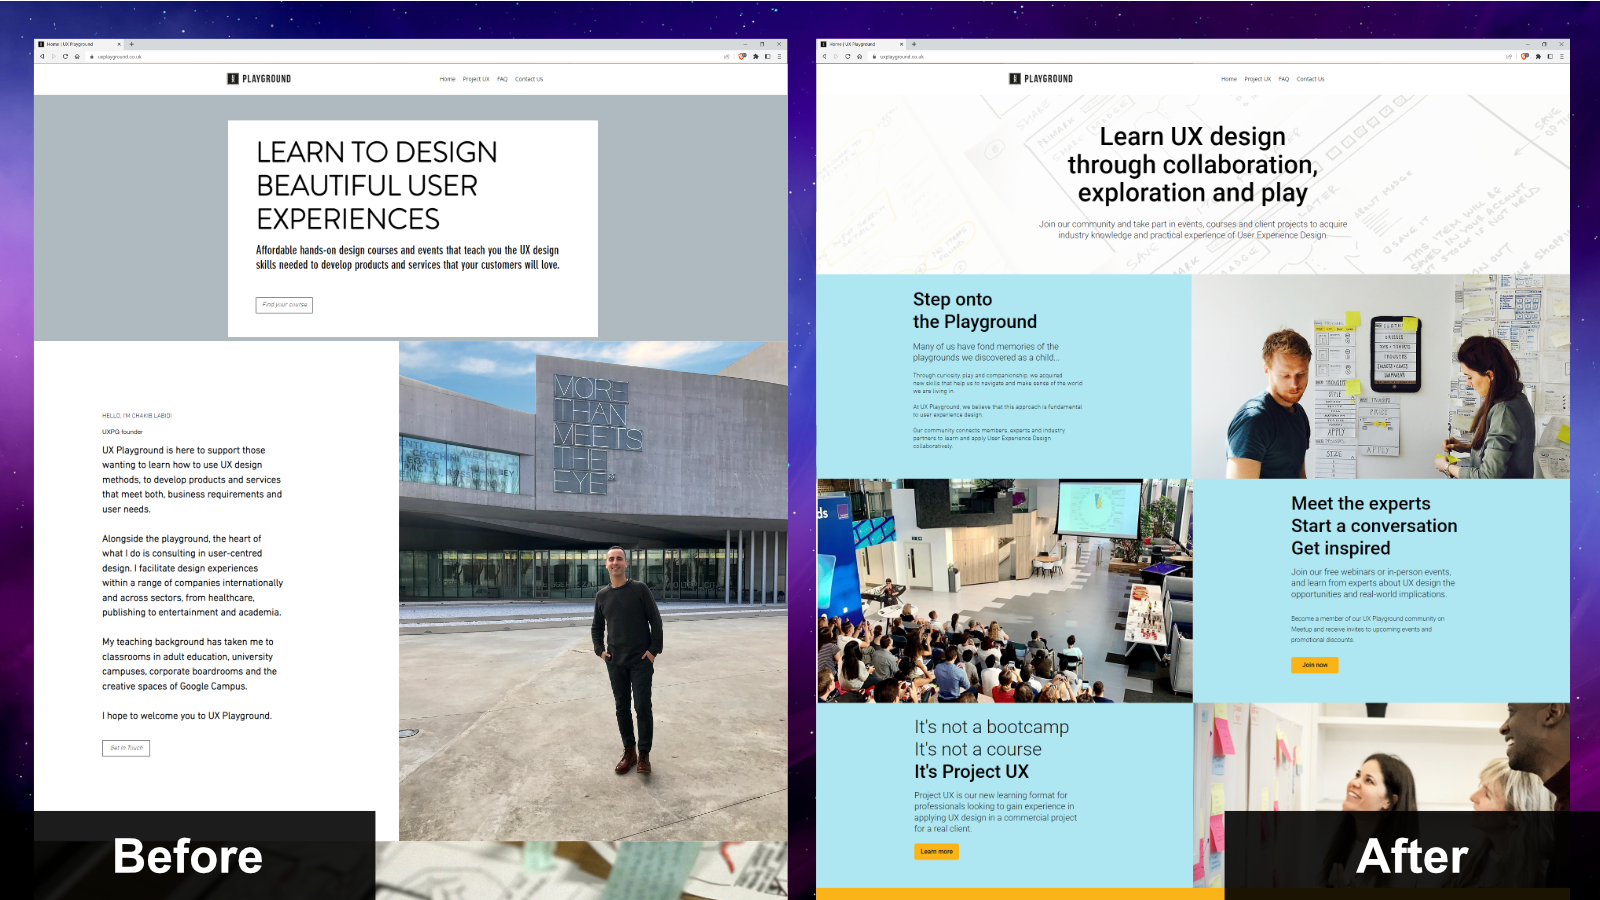 Home | UX Playground
uxplayground.co.uk
PLAYGROUND
Home Project UX FAQ Contact Us
LEARN TO DESIGN
BEAUTIFUL USER
EXPERIENCES
Affordable hands-on design courses and events that teach you the UX design
skills needed to develop products and services that your customers will love.
Find your course
HELLO, I'M CHAKIB LABIDI
UXPG founder
UX Playground is here to support those
wanting to learn how to use UX design
methods, to develop products and services
that meet both, business requirements and
user needs.
Alongside the playground, the heart of
what I do is consulting in user-centred
design. I facilitate design experiences
within a range of companies internationally
and across sectors, from healthcare,
publishing to entertainment and academia.
My teaching background has taken me to
classrooms in adult education, university
campuses, corporate boardrooms and the
creative spaces of Google Campus.
I hope to welcome you to UX Playground.
Get in Touch
MORE
THAN
MEETS
THE
EYE
Before
Home | UX Playground
uxplayground.co.uk
PLAYGROUND
Home Project UX FAQ Contact Us
Learn UX design
through collaboration,
exploration and play
Join our community and take part in events, courses and client projects to acquire
industry knowledge and practical experience of User Experience Design.
Step onto
the Playground
Many of us have fond memories of the
playgrounds we discovered as a child...
Through curiosity, play and companionship, we acquired
new skills that help us to navigate and make sense of the world
we are living in.
At UX Playground, we believe that this approach is fundamental
to user experience design.
Our community connects members, experts and industry
partners to learn and apply User Experience Design
collaboratively.
Meet the experts
Start a conversation
Get inspired
Join our free webinars or in-person events,
and learn from experts about UX design the
opportunities and real-world implications.
Become a member of our UX Playground community on
Meetup and receive invites to upcoming events and
promotional discounts.
Join now
It's not a bootcamp
It's not a course
It's Project UX
Project UX is our new learning format for
professionals looking to gain experience in
applying UX design in a commercial project
for a real client.
Learn more
After